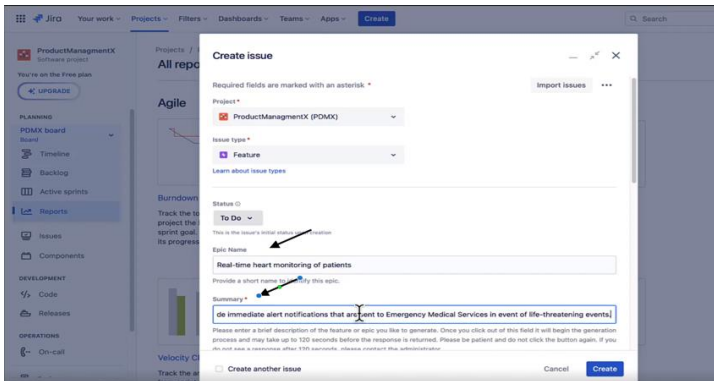 Jira Your work Projects Filters Dashboards Teams Apps Create Search
ProductManagmentX
Software project
You're on the Free plan
UPGRADE
PLANNING
PDMX board
Board
Timeline
Backlog
Active sprints
Reports
Issues
Components
DEVELOPMENT
Code
Releases
OPERATIONS
On-call
Projects /
All repo
Agile
Burndown
Track the to
project the
sprint goal.
its progress
Velocity C
Track the a
Create issue
Required fields are marked with an asterisk *
Import issues
Project *
ProductManagmentX (PDMX)
Issue type *
Feature
Learn about issue types
Status
To Do
This is the issue's initial status upon creation
Epic Name
Real-time heart monitoring of patients
Provide a short name to identify this epic.
Summary *
de immediate alert notifications that are sent to Emergency Medical Services in event of life-threatening events.
Please enter a brief description of the feature or epic you like to generate. Once you click out of this field it will begin the generation
process and may take up to 120 seconds before the response is returned. Please be patient and do not click the button again. If you
do not see a response after 120 seconds, please contact the administrator.
Create another issue
Cancel Create